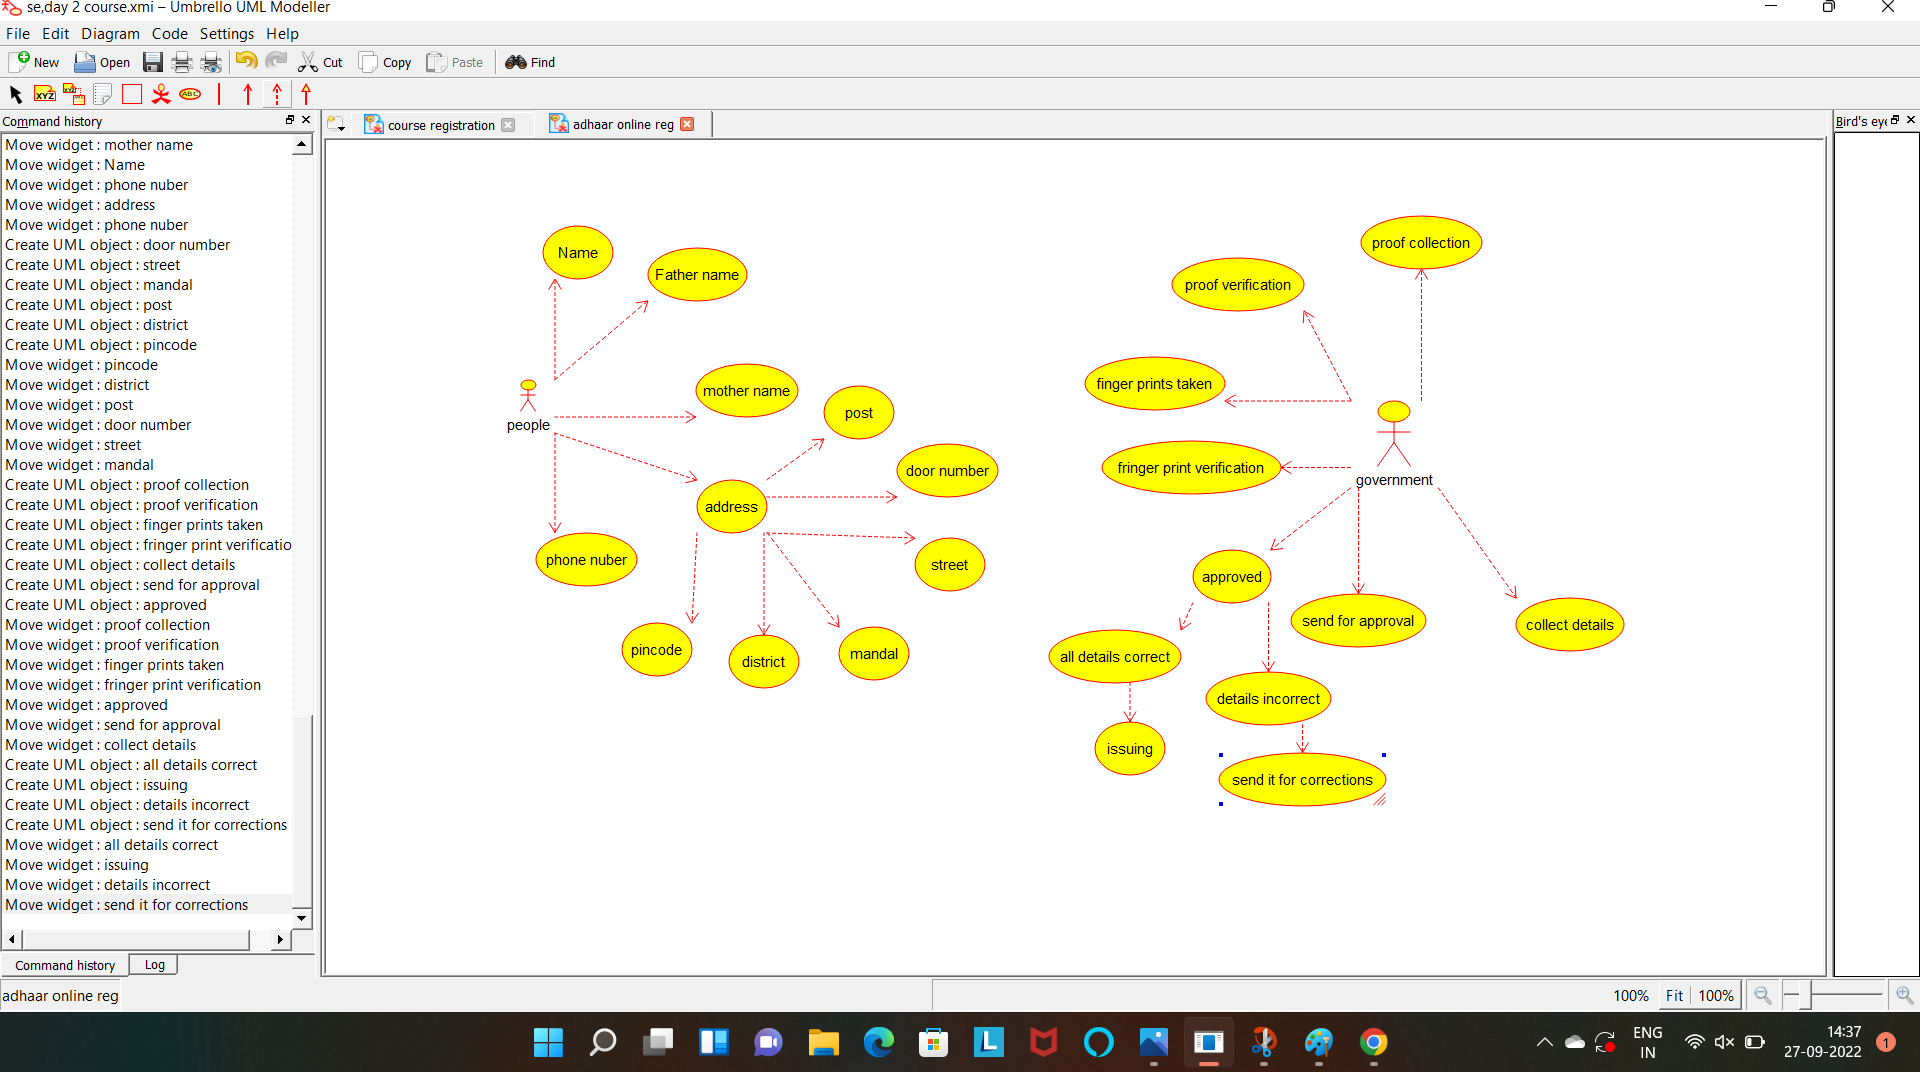 se,day 2 course.xmi – Umbrello UML Modeller
File Edit Diagram Code Settings Help
New Open Cut Copy Paste Find
XYZ XYZ ABC
Command history
course registration
adhaar online reg
Bird's eye
Move widget : mother name
Move widget : Name
Move widget : phone nuber
Move widget : address
Move widget : phone nuber
Create UML object : door number
Create UML object : street
Create UML object : mandal
Create UML object : post
Create UML object : district
Create UML object : pincode
Move widget : pincode
Move widget : district
Move widget : post
Move widget : door number
Move widget : street
Move widget : mandal
Create UML object : proof collection
Create UML object : proof verification
Create UML object : finger prints taken
Create UML object : fringer print verificatio
Create UML object : collect details
Create UML object : send for approval
Create UML object : approved
Move widget : proof collection
Move widget : proof verification
Move widget : finger prints taken
Move widget : fringer print verification
Move widget : approved
Move widget : send for approval
Move widget : collect details
Create UML object : all details correct
Create UML object : issuing
Create UML object : details incorrect
Create UML object : send it for corrections
Move widget : all details correct
Move widget : issuing
Move widget : details incorrect
Move widget : send it for corrections
Command history
Log
Name
Father name
people
mother name
post
door number
address
phone nuber
street
pincode
district
mandal
proof collection
proof verification
finger prints taken
fringer print verification
government
approved
send for approval
collect details
all details correct
details incorrect
issuing
send it for corrections
adhaar online reg
100% Fit 100%
L
ENG
IN
14:37
27-09-2022
1